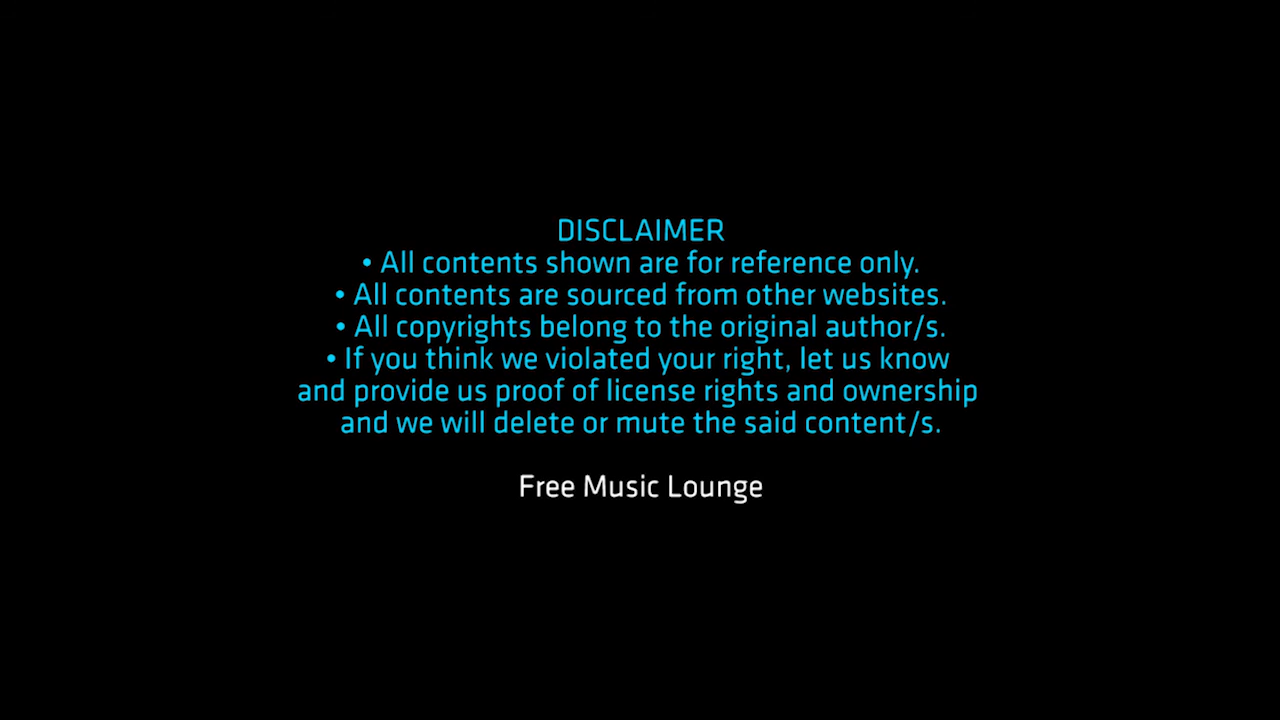 DISCLAIMER
• All contents shown are for reference only.
• All contents are sourced from other websites.
• All copyrights belong to the original author/s.
• If you think we violated your right, let us know
and provide us proof of license rights and ownership
and we will delete or mute the said content/s.
Free Music Lounge